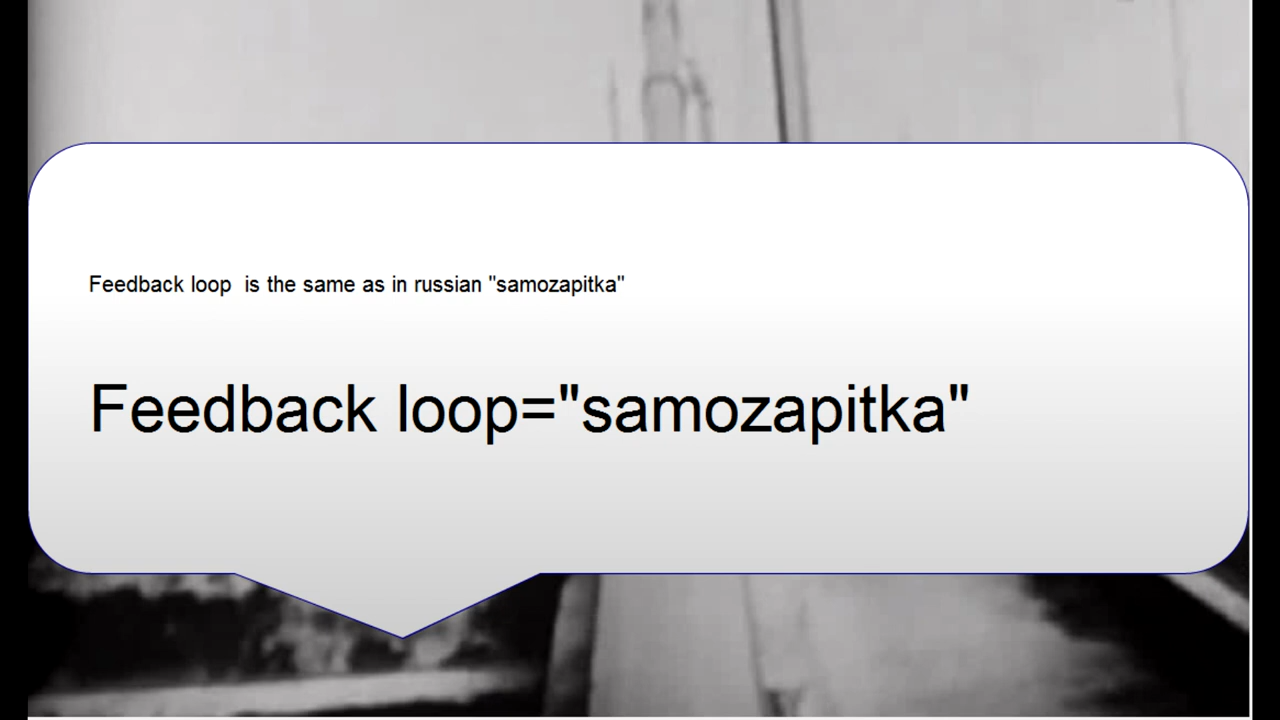 Feedback loop  is the same as in russian "samozapitka"
Feedback loop="samozapitka"